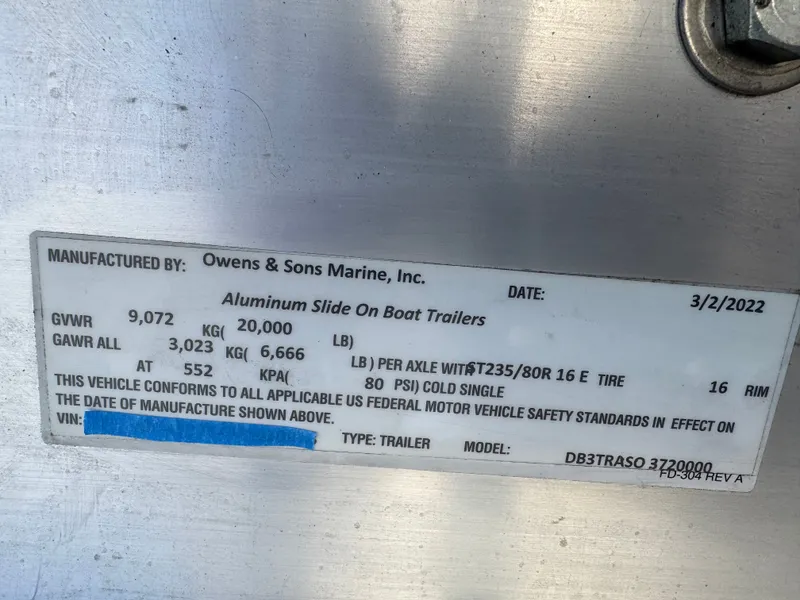 MANUFACTURED BY: Owens & Sons Marine, Inc. DATE: 3/2/2022
Aluminum Slide On Boat Trailers
GVWR 9,072 KG( 20,000 LB)
GAWR ALL 3,023 KG( 6,666 LB ) PER AXLE WITH ST235/80R 16 E TIRE 16 RIM
AT 552 KPA( 80 PSI) COLD SINGLE
THIS VEHICLE CONFORMS TO ALL APPLICABLE US FEDERAL MOTOR VEHICLE SAFETY STANDARDS IN EFFECT ON
THE DATE OF MANUFACTURE SHOWN ABOVE.
VIN: TYPE: TRAILER MODEL: DB3TRASO 3720000
FD-304 REV A